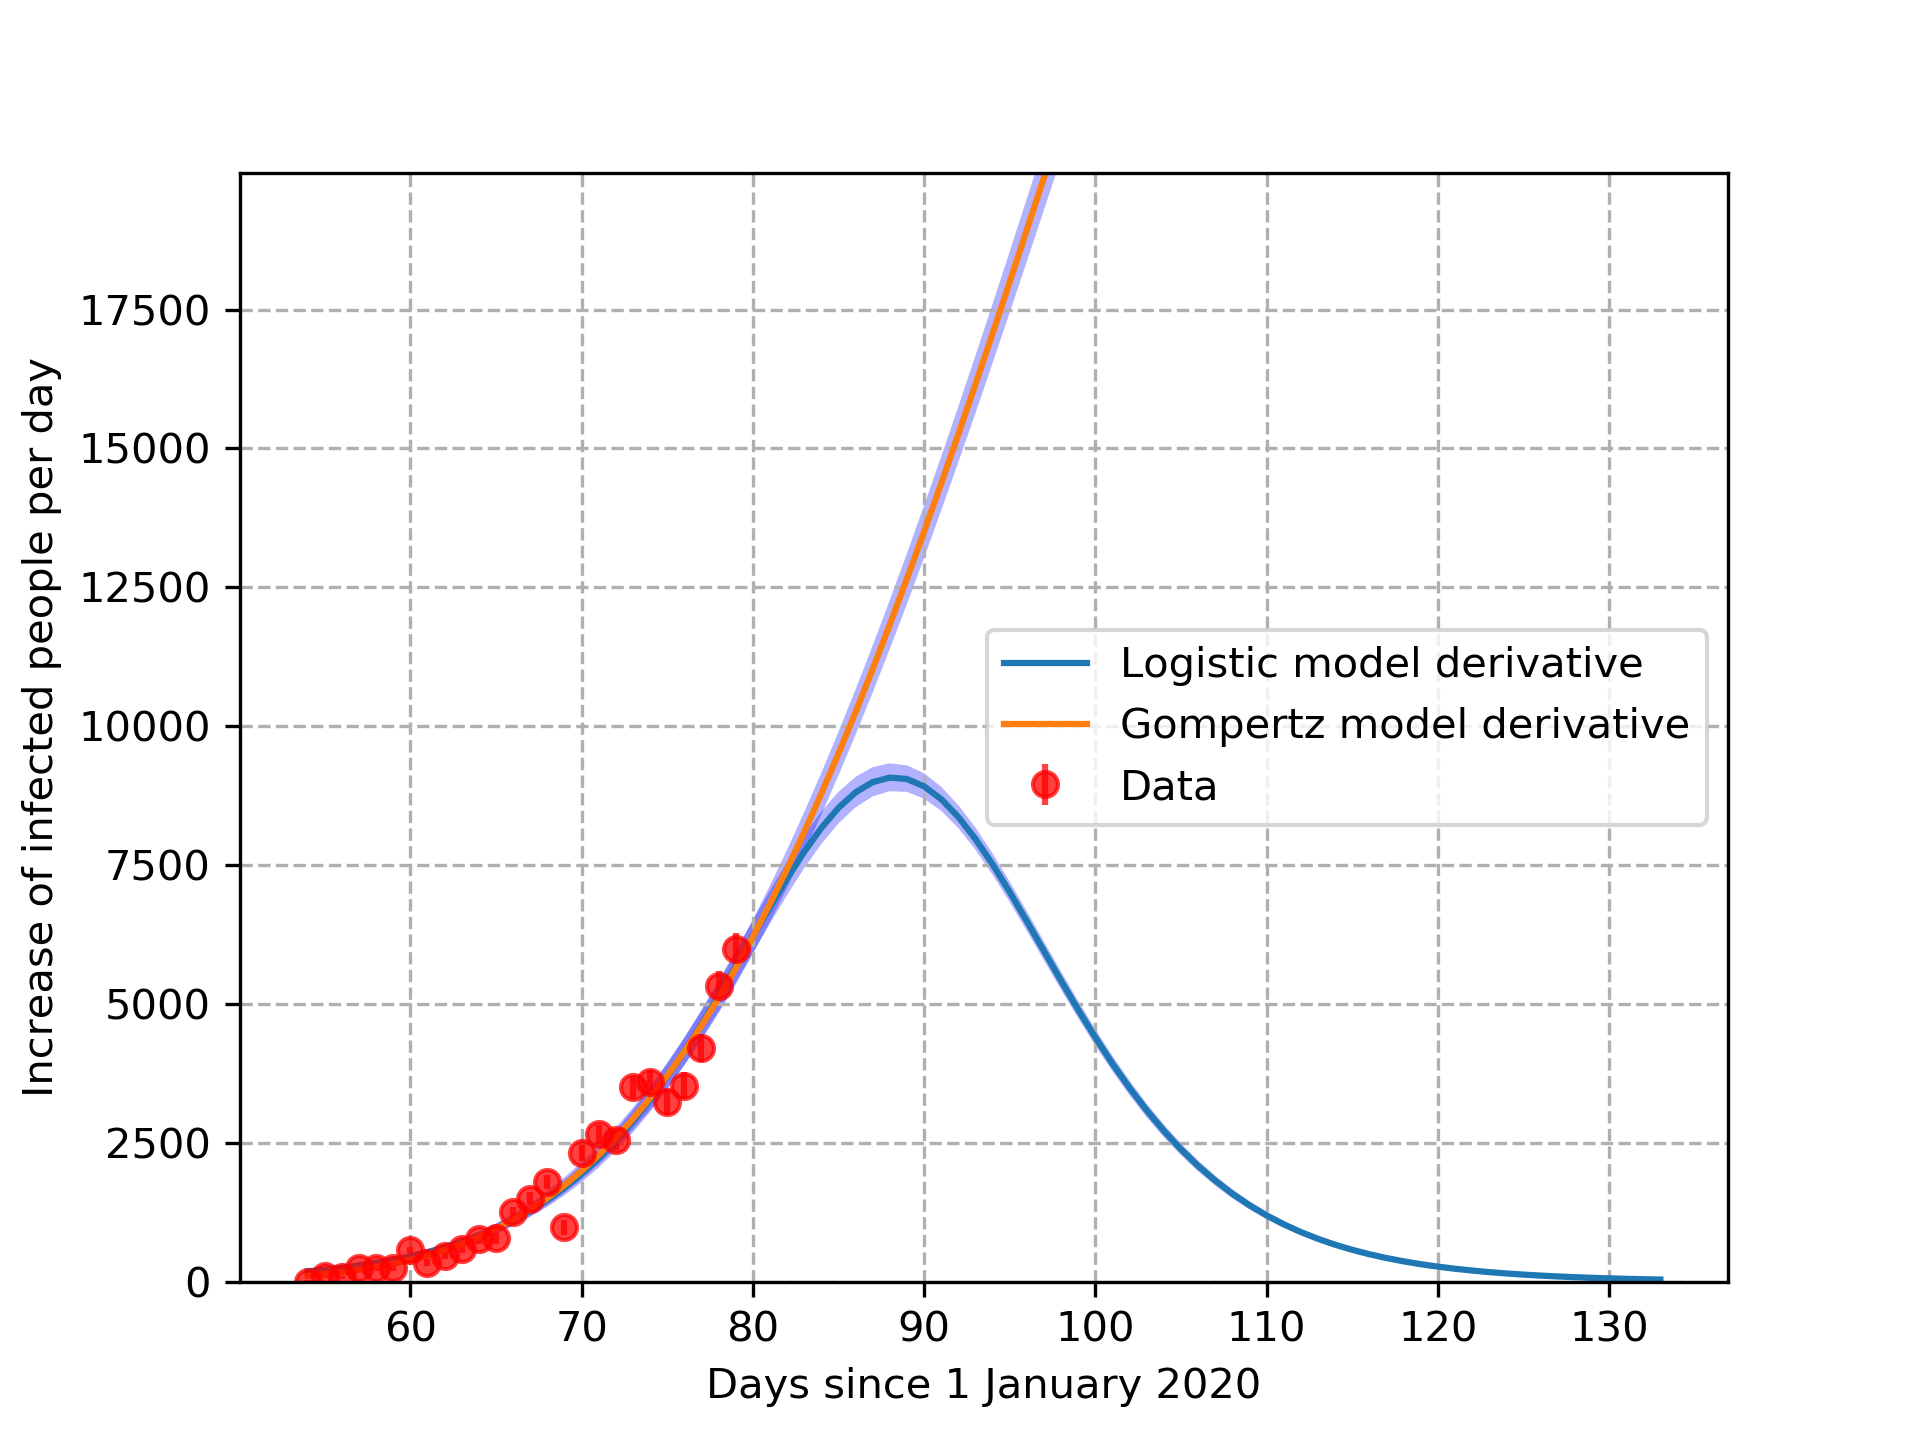 17500
15000
12500
10000
7500
5000
2500
0
Increase of infected people per day
Logistic model derivative
Gompertz model derivative
Data
60 70 80 90 100 110 120 130
Days since 1 January 2020